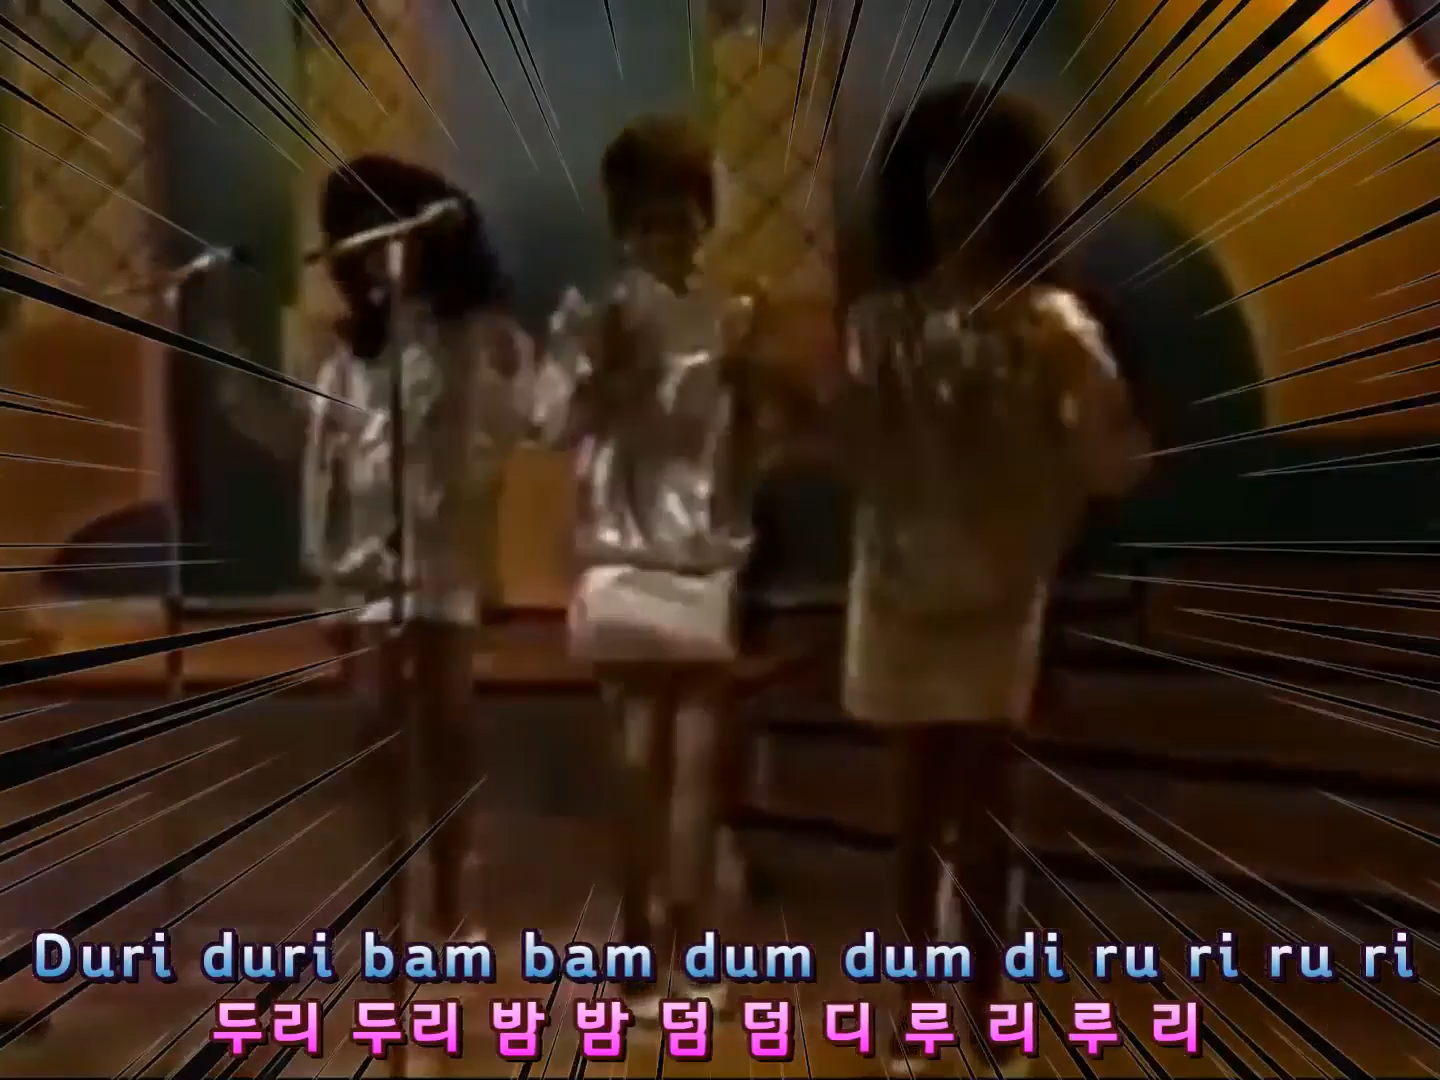 Duri duri bam bam dum dum di ru ri ru ri
두리 두리 밤 밤 덤 덤 디 루 리 루 리